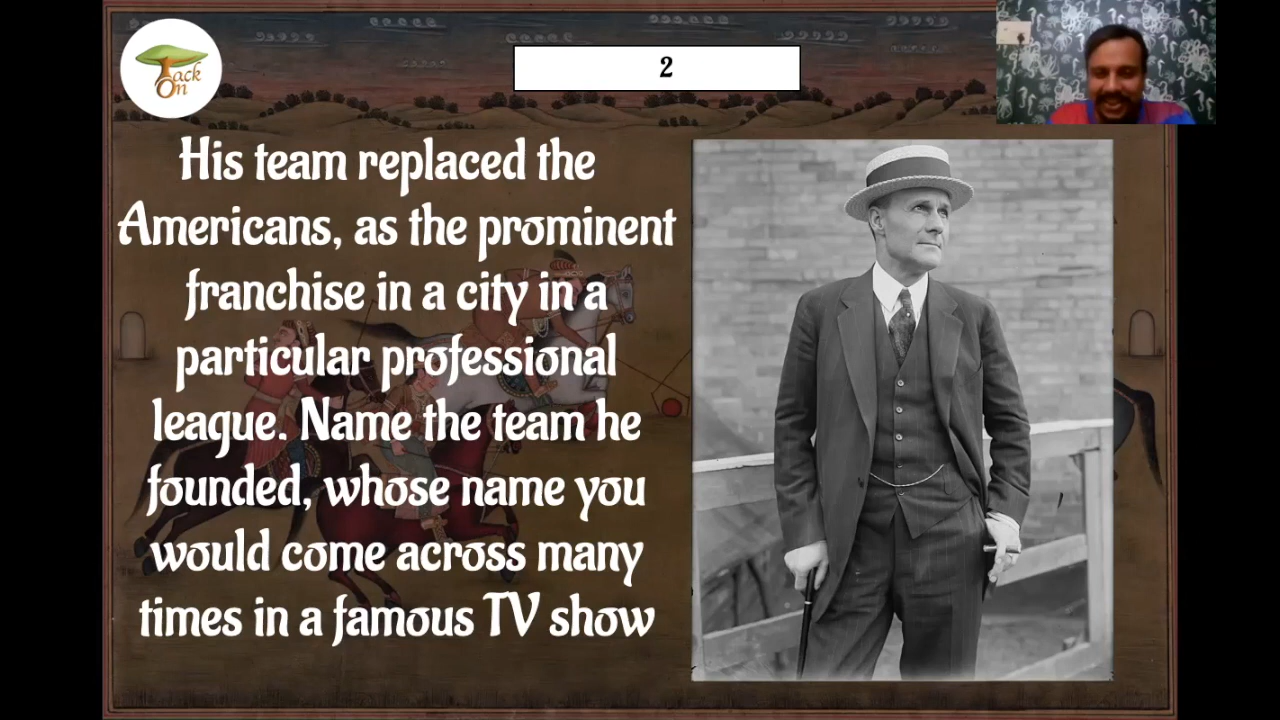 Tack
On
2
His team replaced the
Americans, as the prominent
franchise in a city in a
particular professional
league. Name the team he
founded, whose name you
would come across many
times in a famous TV show